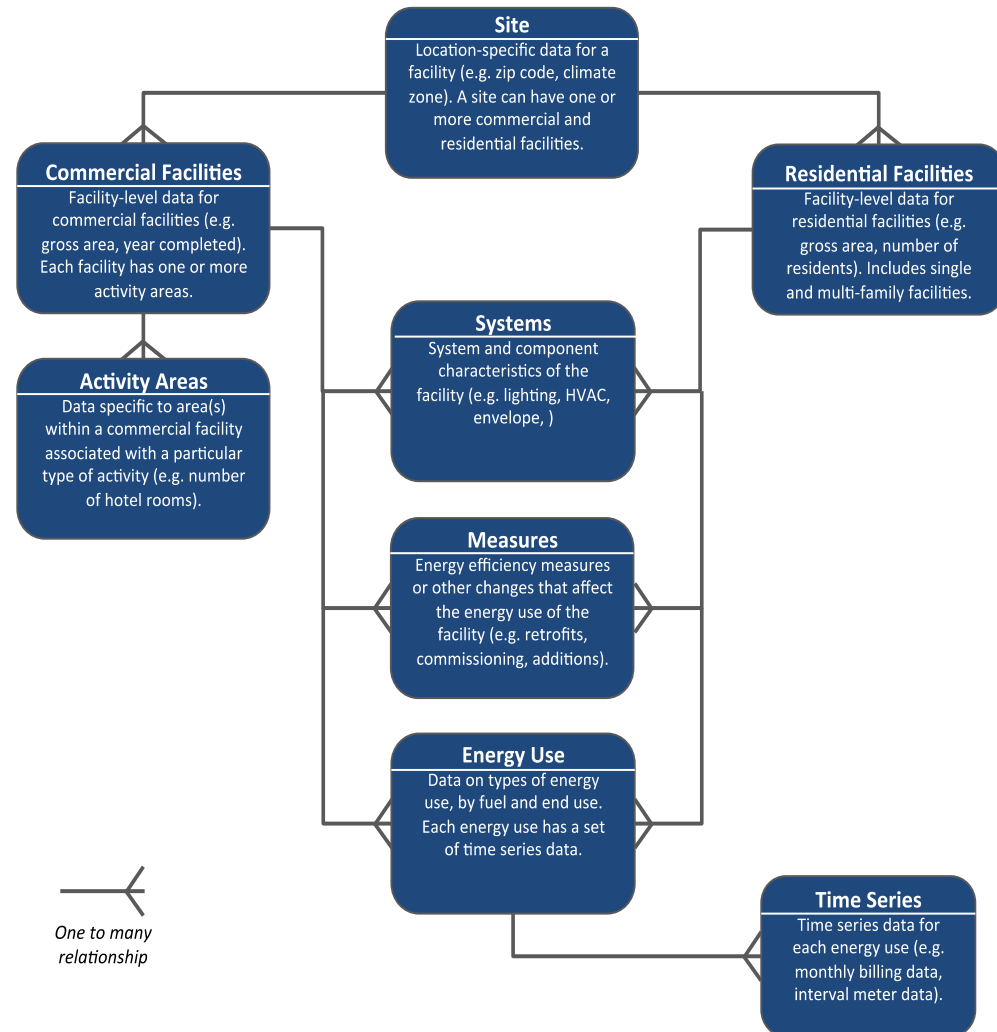 Site
Location-specific data for a
facility (e.g. zip code, climate
zone). A site can have one or
more commercial and
residential facilities.
Commercial Facilities
Facility-level data for
commercial facilities (e.g.
gross area, year completed).
Each facility has one or more
activity areas.
Residential Facilities
Facility-level data for
residential facilities (e.g.
gross area, number of
residents). Includes single
and multi-family facilities.
Systems
System and component
characteristics of the
facility (e.g. lighting, HVAC,
envelope, )
Activity Areas
Data specific to area(s)
within a commercial facility
associated with a particular
type of activity (e.g. number
of hotel rooms).
Measures
Energy efficiency measures
or other changes that affect
the energy use of the
facility (e.g. retrofits,
commissioning, additions).
Energy Use
Data on types of energy
use, by fuel and end use.
Each energy use has a set
of time series data.
One to many
relationship
Time Series
Time series data for
each energy use (e.g.
monthly billing data,
interval meter data).